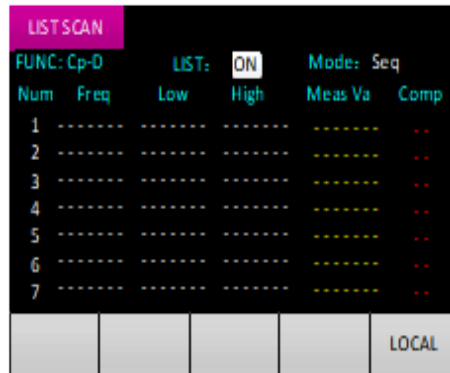 LIST SCAN
FUNC: Cp-D LIST: ON Mode: Seq
Num Freq Low High Meas Va Comp
1 ------- ------- ------- ------- --
2 ------- ------- ------- ------- --
3 ------- ------- ------- ------- --
4 ------- ------- ------- ------- --
5 ------- ------- ------- ------- --
6 ------- ------- ------- ------- --
7 ------- ------- ------- ------- --
LOCAL